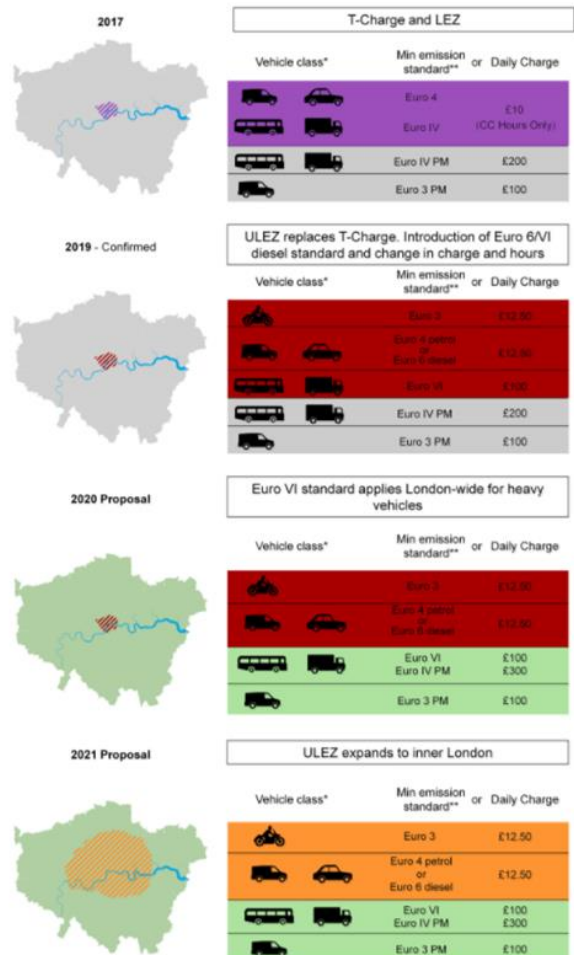 2017
T-Charge and LEZ
Vehicle class*
Min emission
standard** or Daily Charge
Euro 4
£10
(CC Hours Only)
Euro IV
Euro IV PM £200
Euro 3 PM £100
2019 - Confirmed
ULEZ replaces T-Charge. Introduction of Euro 6/VI
diesel standard and change in charge and hours
Vehicle class*
Min emission
standard** or Daily Charge
Euro 3 £12.50
Euro 4 petrol
or
Euro 6 diesel
£12.50
Euro VI £100
Euro IV PM £200
Euro 3 PM £100
2020 Proposal
Euro VI standard applies London-wide for heavy
vehicles
Vehicle class*
Min emission
standard** or Daily Charge
Euro 3 £12.50
Euro 4 petrol
or
Euro 6 diesel
£12.50
Euro VI £100
Euro IV PM £300
Euro 3 PM £100
2021 Proposal
ULEZ expands to inner London
Vehicle class*
Min emission
standard** or Daily Charge
Euro 3 £12.50
Euro 4 petrol
or
Euro 6 diesel
£12.50
Euro VI £100
Euro IV PM £300
Euro 3 PM £100